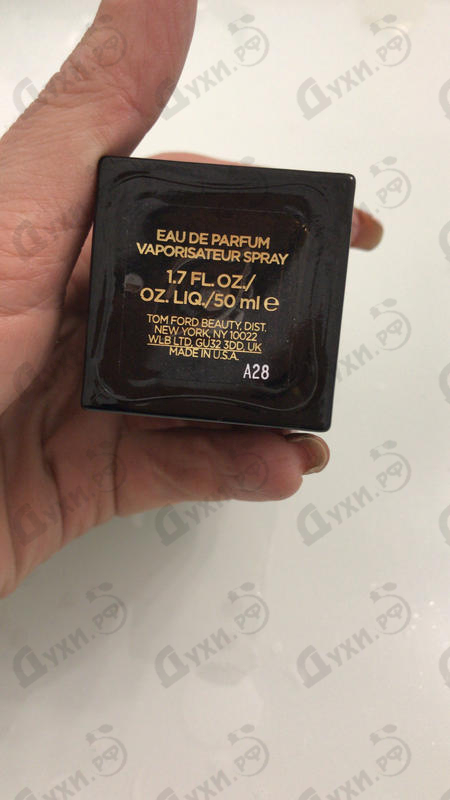 EAU DE PARFUM
VAPORISATEUR SPRAY
1.7 FL. OZ./
OZ. LIQ./50 ml ℮
TOM FORD BEAUTY, DIST.
NEW YORK, NY 10022
WLB LTD, GU32 3DD, UK
MADE IN U.S.A.
A28
Духи.рф